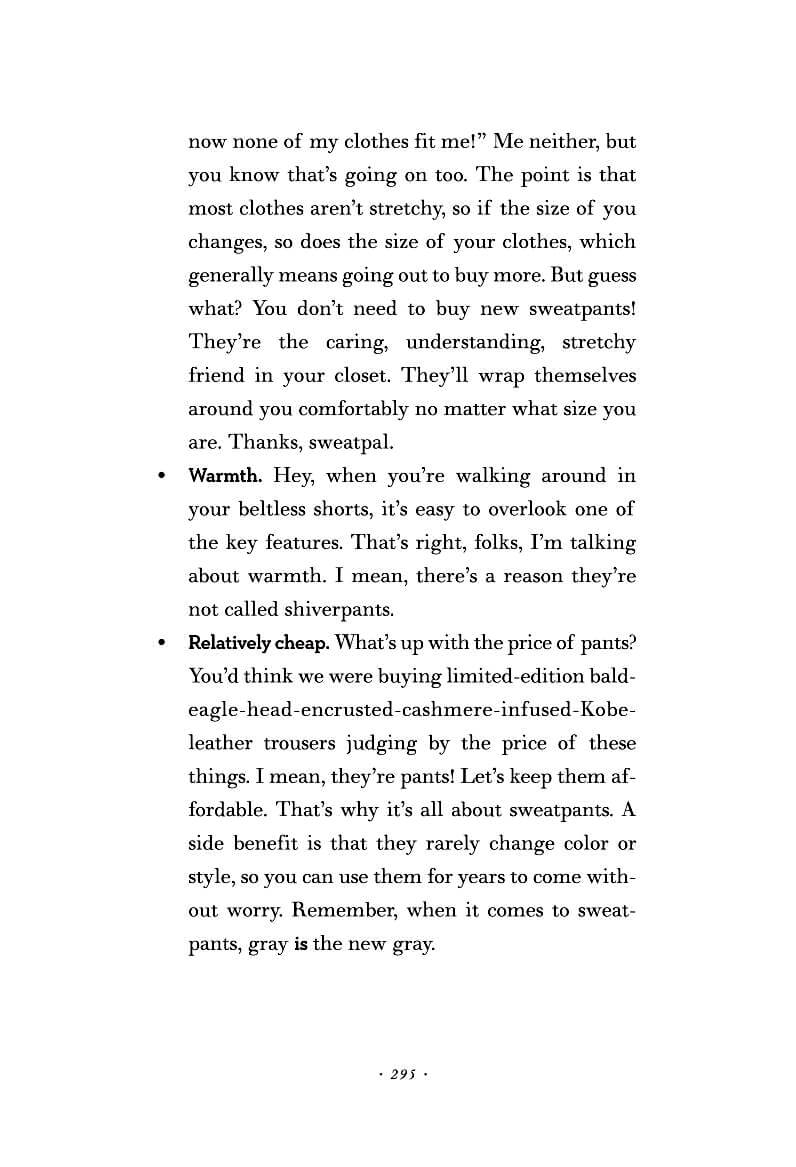 now none of my clothes fit me!” Me neither, but
you know that’s going on too. The point is that
most clothes aren’t stretchy, so if the size of you
changes, so does the size of your clothes, which
generally means going out to buy more. But guess
what? You don’t need to buy new sweatpants!
They’re the caring, understanding, stretchy
friend in your closet. They’ll wrap themselves
around you comfortably no matter what size you
are. Thanks, sweatpal.
• Warmth. Hey, when you’re walking around in
your beltless shorts, it’s easy to overlook one of
the key features. That’s right, folks, I’m talking
about warmth. I mean, there’s a reason they’re
not called shiverpants.
• Relatively cheap. What’s up with the price of pants?
You’d think we were buying limited-edition bald-
eagle-head-encrusted-cashmere-infused-Kobe-
leather trousers judging by the price of these
things. I mean, they’re pants! Let’s keep them af-
fordable. That’s why it’s all about sweatpants. A
side benefit is that they rarely change color or
style, so you can use them for years to come with-
out worry. Remember, when it comes to sweat-
pants, gray is the new gray.
· 295 ·